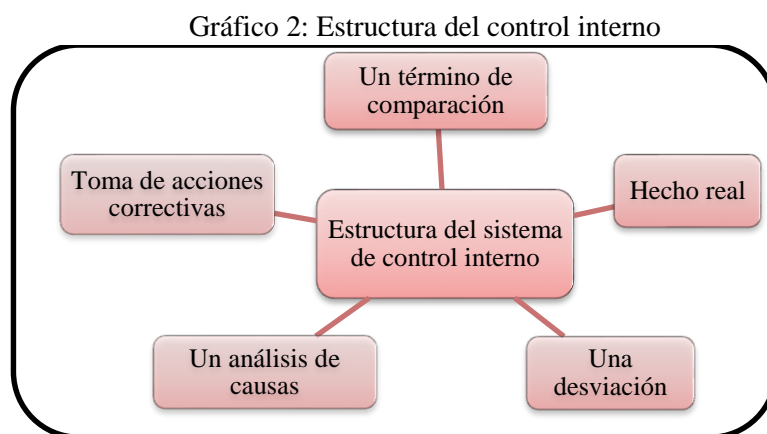 Gráfico 2: Estructura del control interno
Un término de
comparación
Toma de acciones
correctivas
Hecho real
Estructura del sistema
de control interno
Un análisis de
causas
Una
desviación